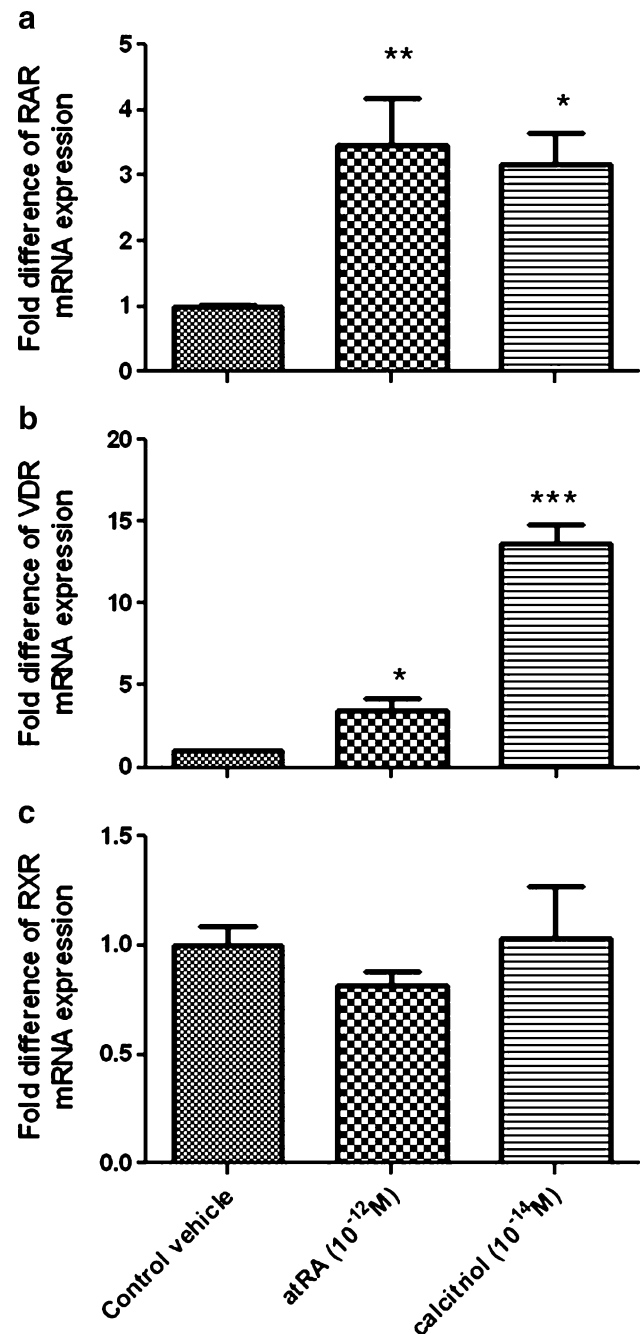 a
Fold difference of RAR
mRNA expression
5
4
3
2
1
0
**
*
b
Fold difference of VDR
mRNA expression
20
15
10
5
0
*
***
c
Fold difference of RXR
mRNA expression
1.5
1.0
0.5
0.0
Control vehicle
atRA (10⁻¹²M)
calcitriol (10⁻¹⁴M)